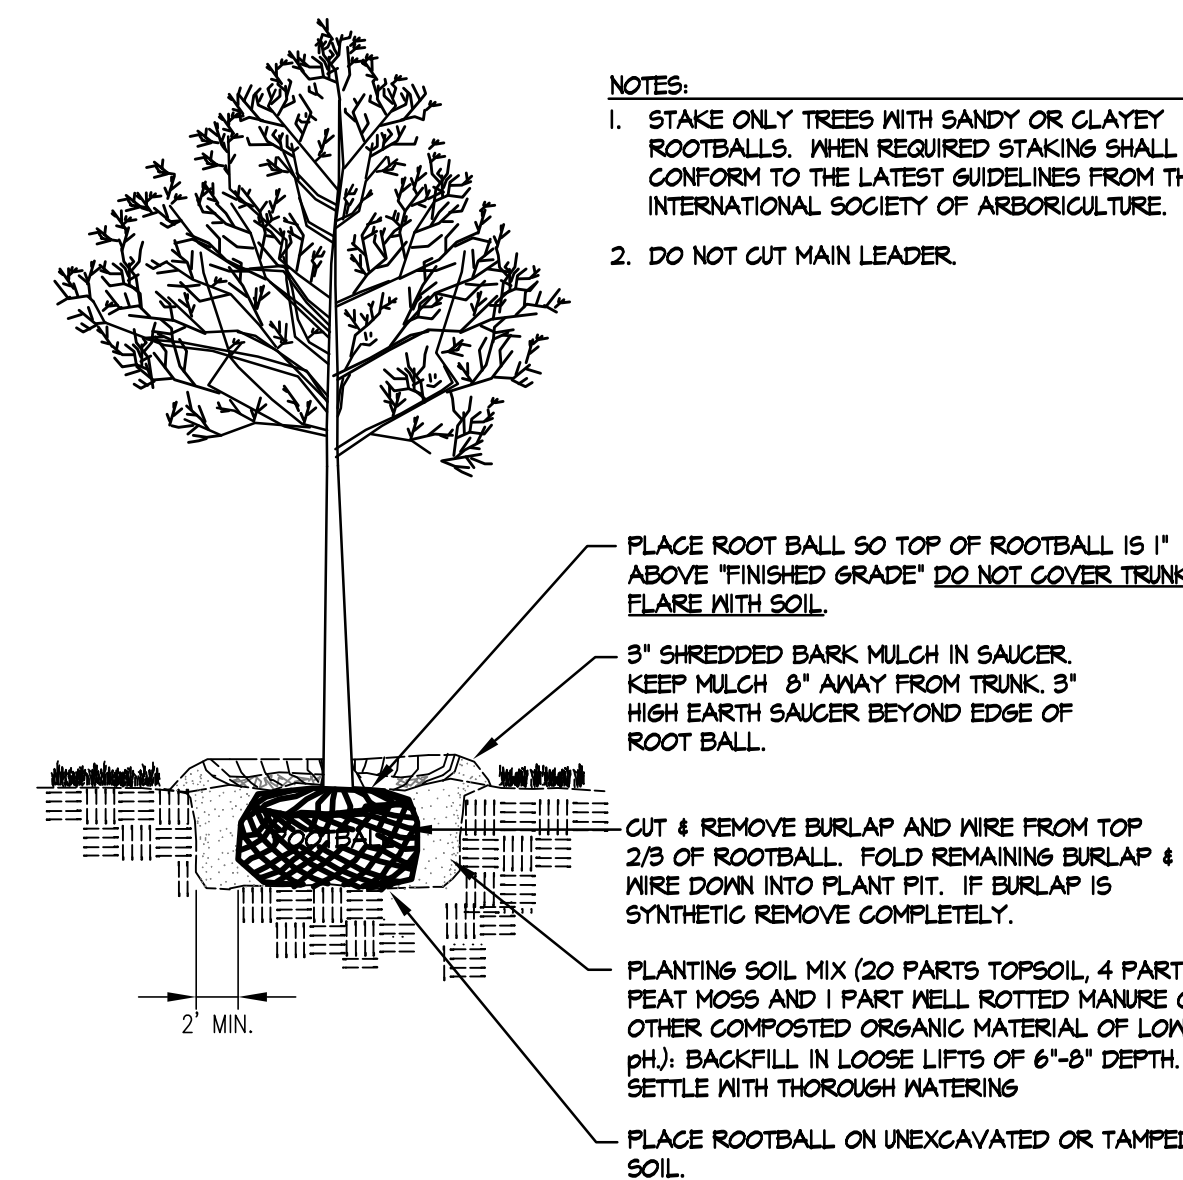 NOTES:
1. STAKE ONLY TREES WITH SANDY OR CLAYEY
ROOTBALLS. WHEN REQUIRED STAKING SHALL
CONFORM TO THE LATEST GUIDELINES FROM
INTERNATIONAL SOCIETY OF ARBORICULTURE.
2. DO NOT CUT MAIN LEADER.
PLACE ROOT BALL SO TOP OF ROOTBALL IS 1"
ABOVE "FINISHED GRADE" DO NOT COVER TRUNK
FLARE WITH SOIL.
3" SHREDDED BARK MULCH IN SAUCER.
KEEP MULCH 8" AWAY FROM TRUNK. 3"
HIGH EARTH SAUCER BEYOND EDGE OF
ROOT BALL.
ROOTBALL
CUT & REMOVE BURLAP AND WIRE FROM TOP
2/3 OF ROOTBALL. FOLD REMAINING BURLAP &
WIRE DOWN INTO PLANT PIT. IF BURLAP IS
SYNTHETIC REMOVE COMPLETELY.
PLANTING SOIL MIX (20 PARTS TOPSOIL, 4 PART
PEAT MOSS AND 1 PART WELL ROTTED MANURE
OTHER COMPOSTED ORGANIC MATERIAL OF LOW
pH.): BACKFILL IN LOOSE LIFTS OF 6"-8" DEPTH.
SETTLE WITH THOROUGH WATERING
2' MIN.
PLACE ROOTBALL ON UNEXCAVATED OR TAMPED
SOIL.